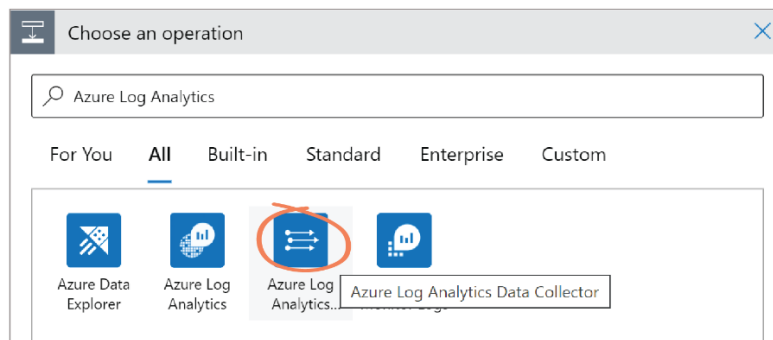 Choose an operation
Azure Log Analytics
For You All Built-in Standard Enterprise Custom
Azure Data
Explorer
Azure Log
Analytics
Azure Log
Analytics...
Azure Log Analytics Data Collector